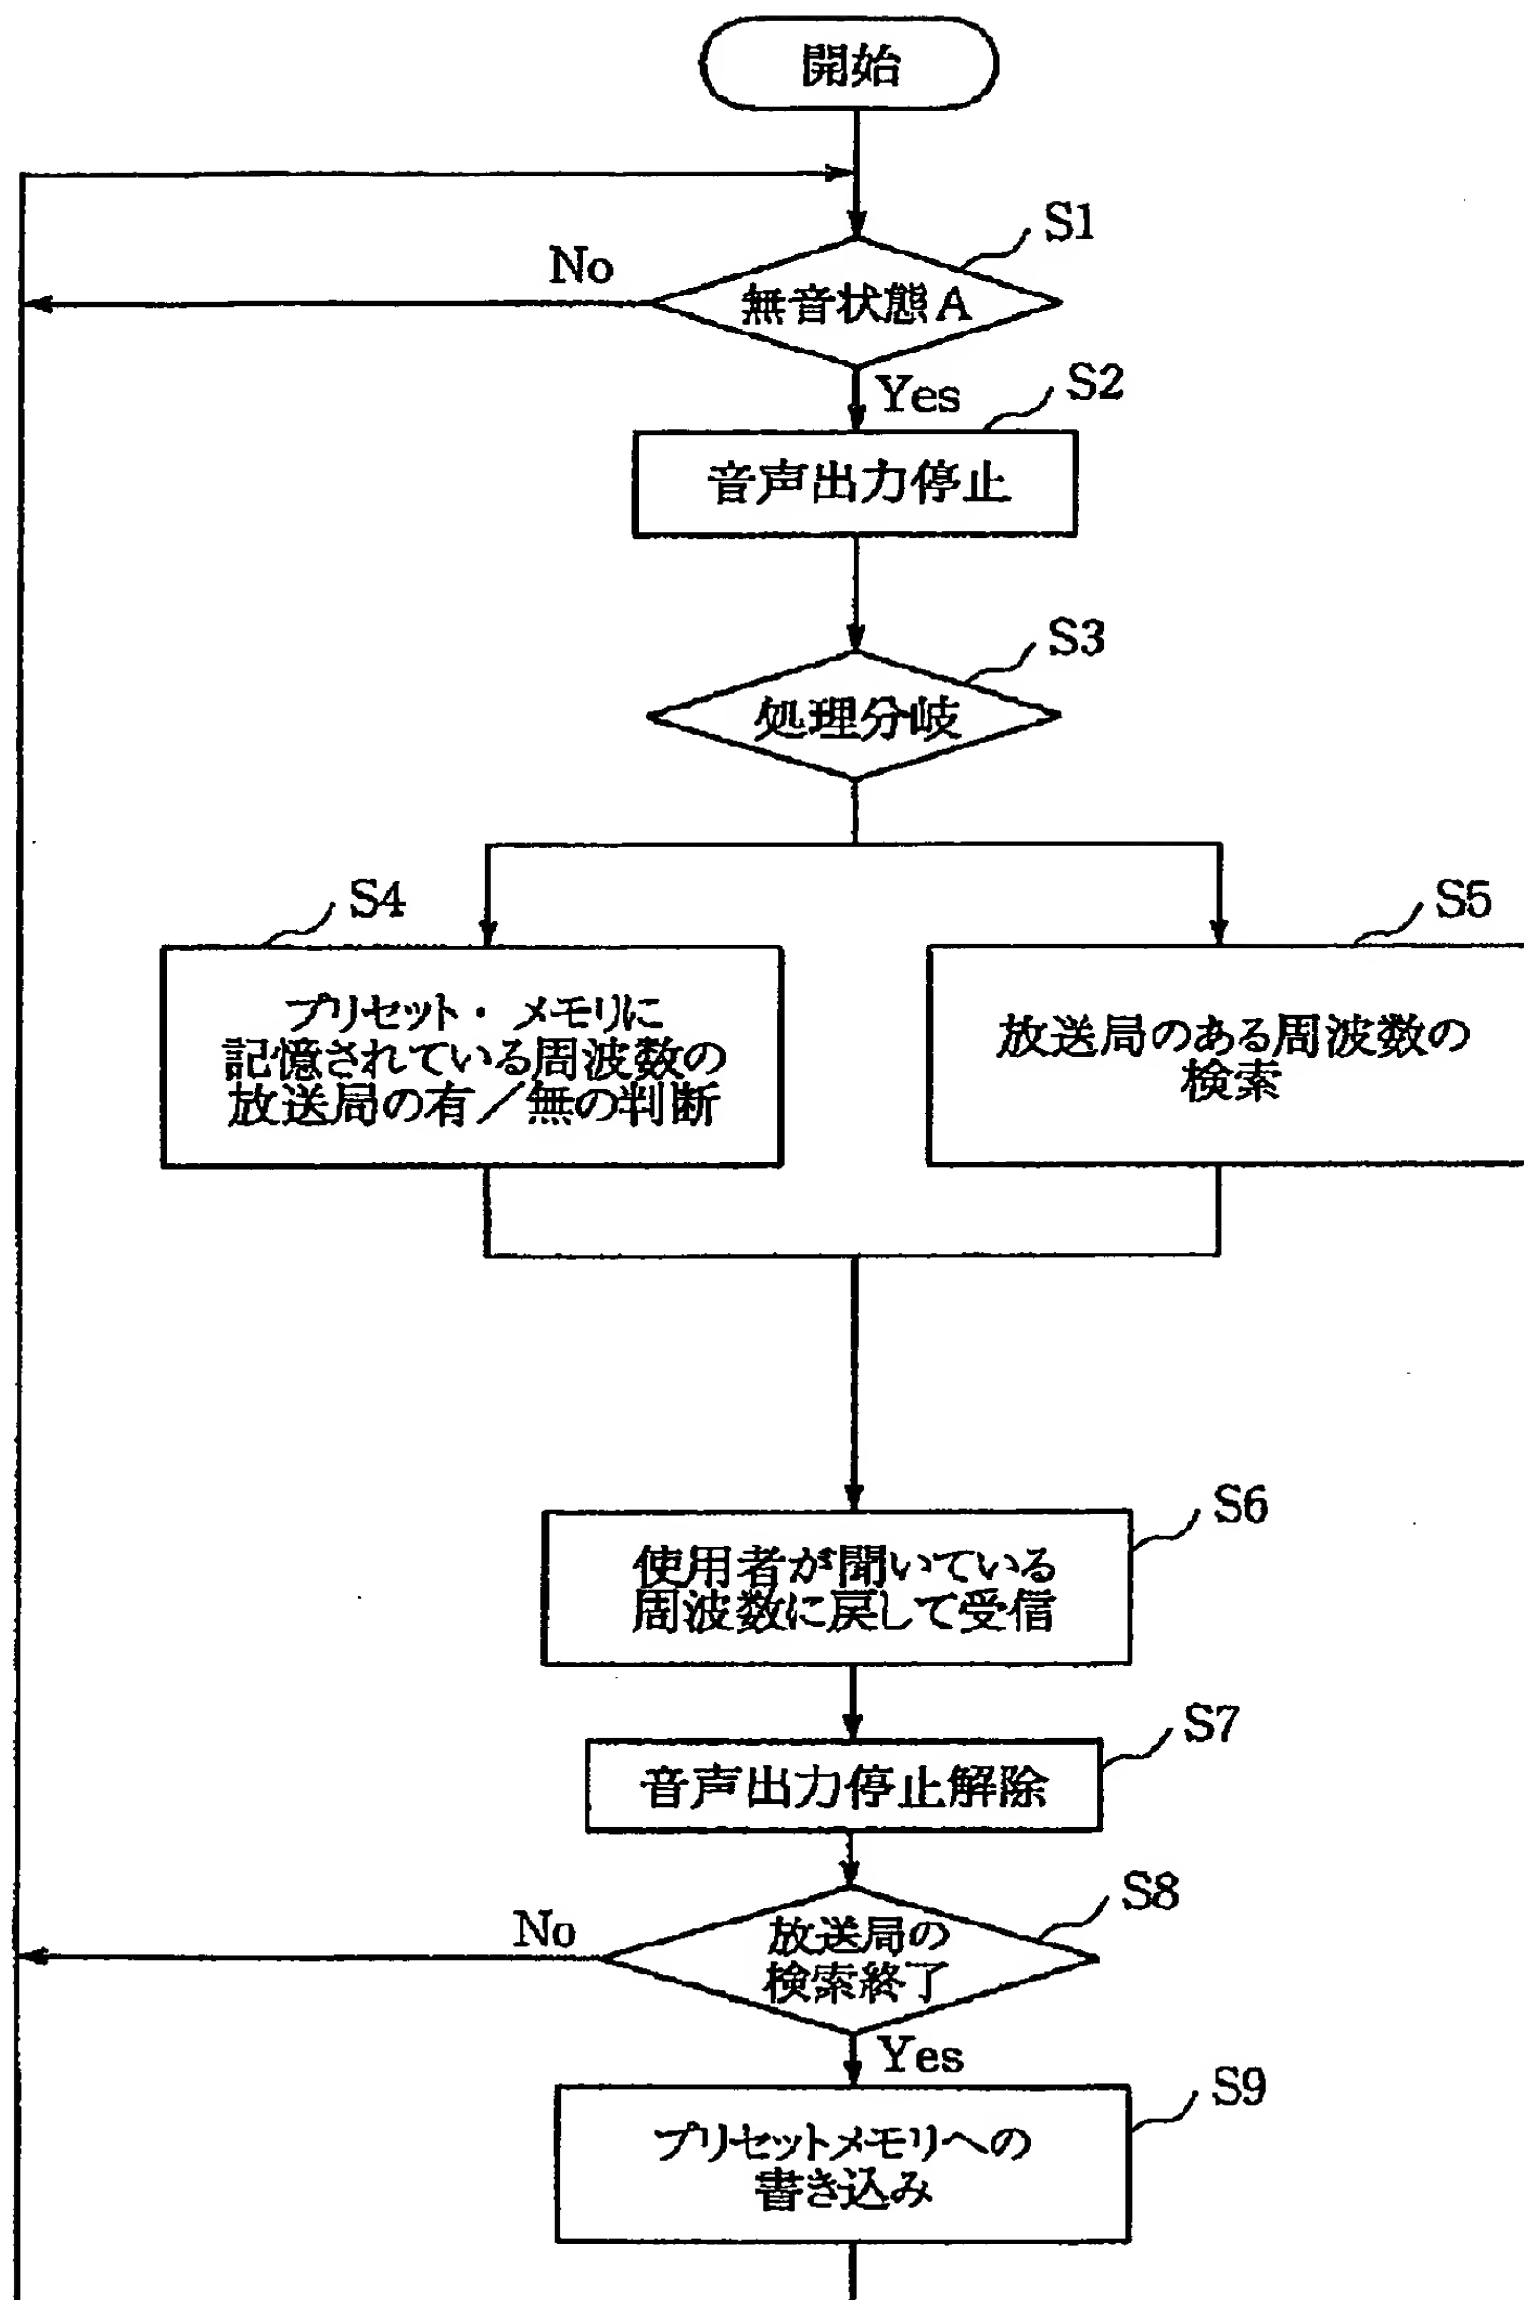 開始
S1
No
無音状態A
Yes
S2
音声出力停止
S3
処理分岐
S4
プリセット・メモリに
記憶されている周波数の
放送局の有/無の判断
S5
放送局のある周波数の
検索
S6
使用者が聞いている
周波数に戻して受信
S7
音声出力停止解除
S8
No
放送局の
検索終了
Yes
S9
プリセットメモリへの
書き込み